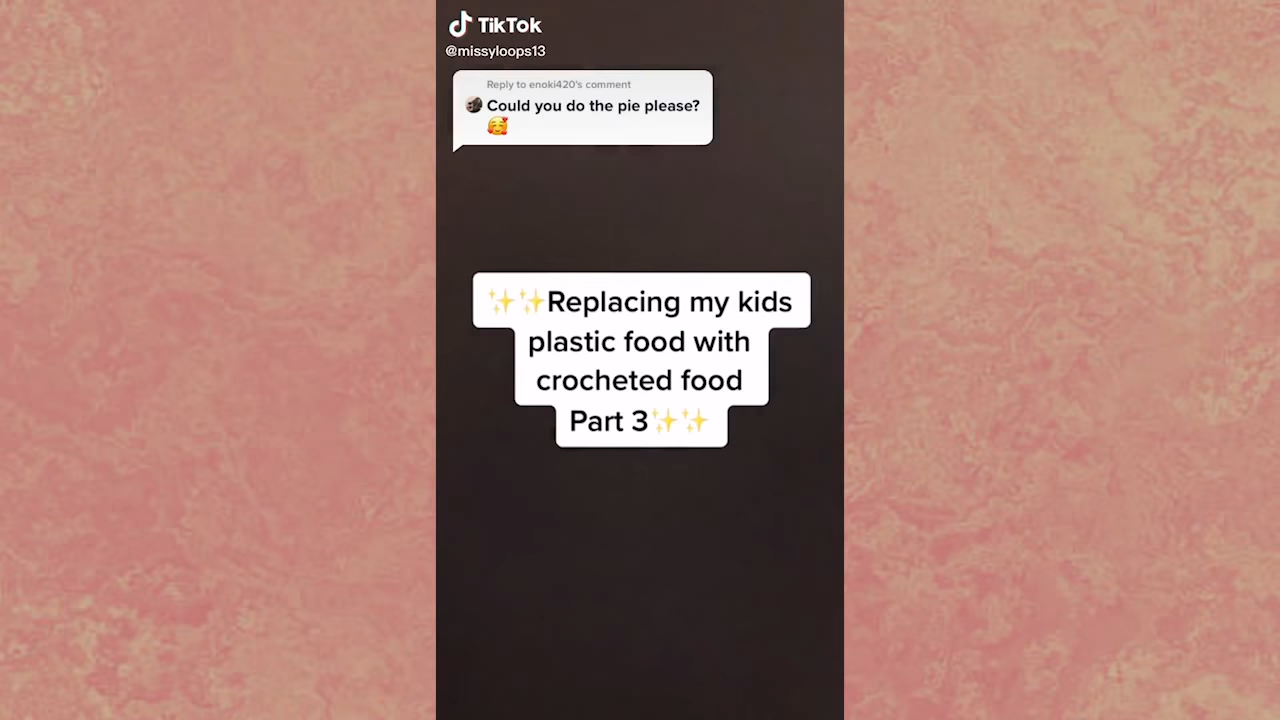 TikTok
@missyloops13
Reply to enoki420's comment
Could you do the pie please?
🥰
✨✨Replacing my kids
plastic food with
crocheted food
Part 3✨✨